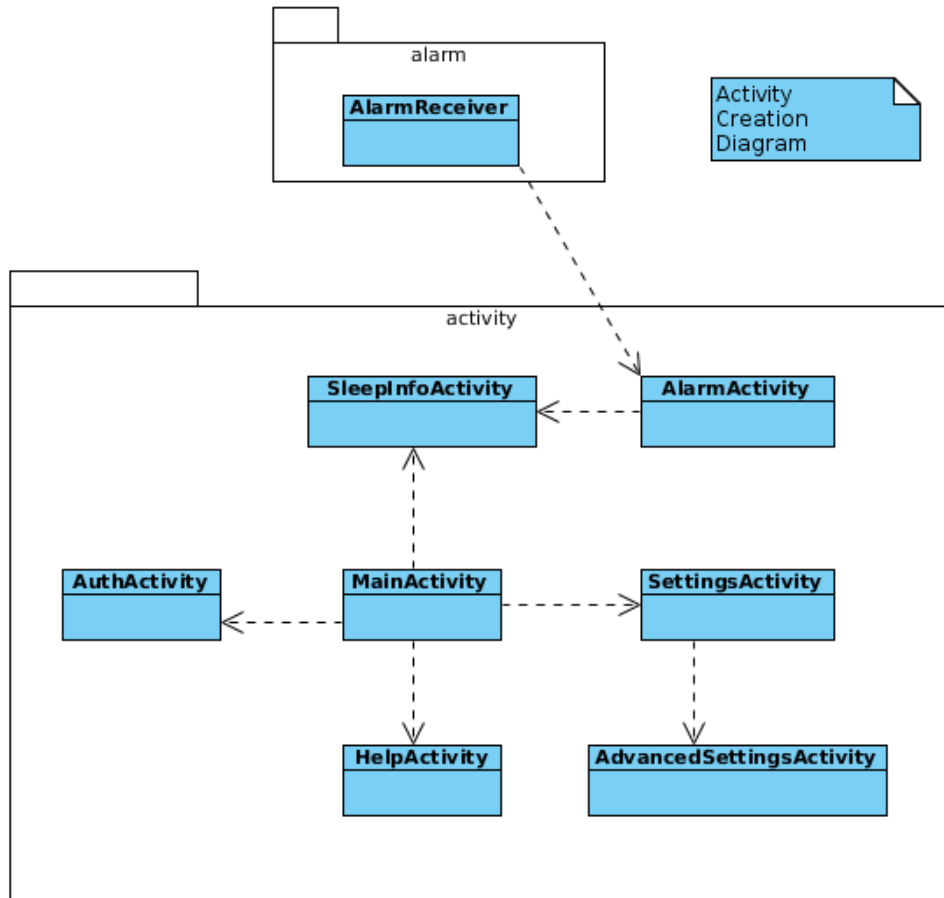 alarm
AlarmReceiver
Activity
Creation
Diagram
activity
SleepInfoActivity
AlarmActivity
AuthActivity
MainActivity
SettingsActivity
HelpActivity
AdvancedSettingsActivity